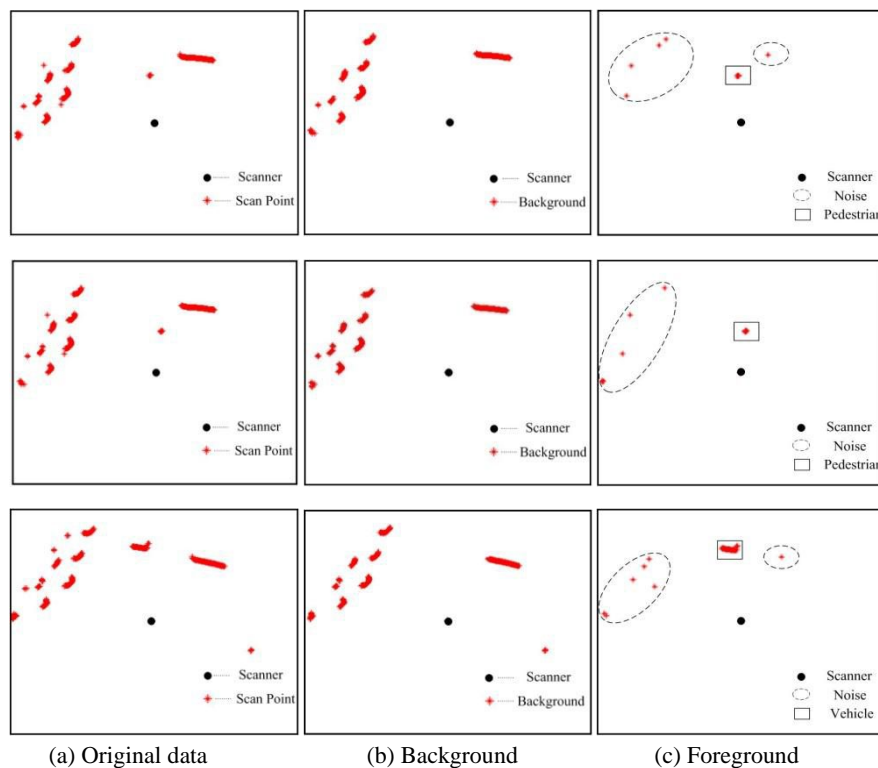 Scanner
Scan Point
Scanner
Background
Scanner
Noise
Pedestrian
Scanner
Scan Point
Scanner
Background
Scanner
Noise
Pedestrian
Scanner
Scan Point
Scanner
Background
Scanner
Noise
Vehicle
(a) Original data
(b) Background
(c) Foreground